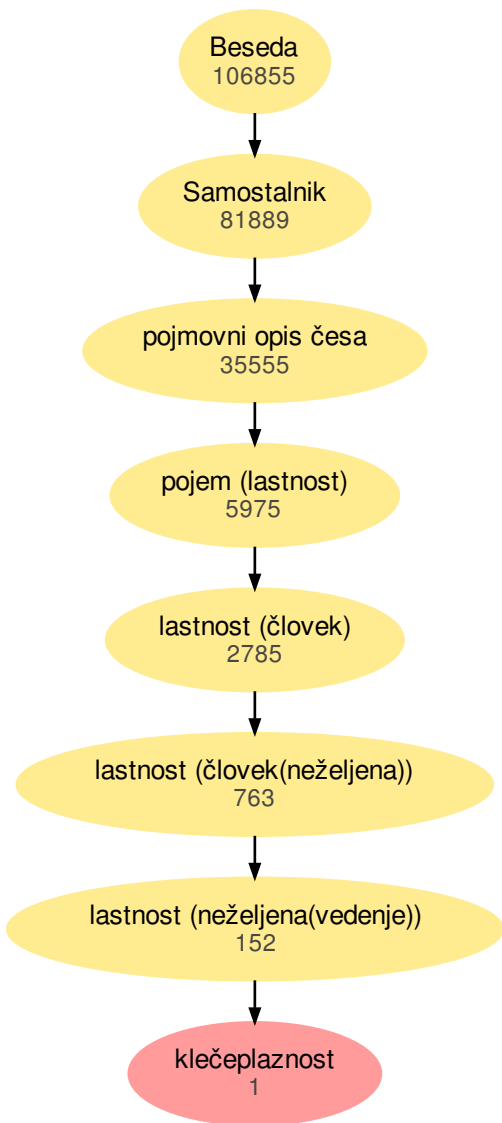 Beseda
106855
Samostalnik
81889
pojmovni opis česa
35555
pojem (lastnost)
5975
lastnost (človek)
2785
lastnost (človek(neželjena))
763
lastnost (neželjena(vedenje))
152
klečeplaznost
1